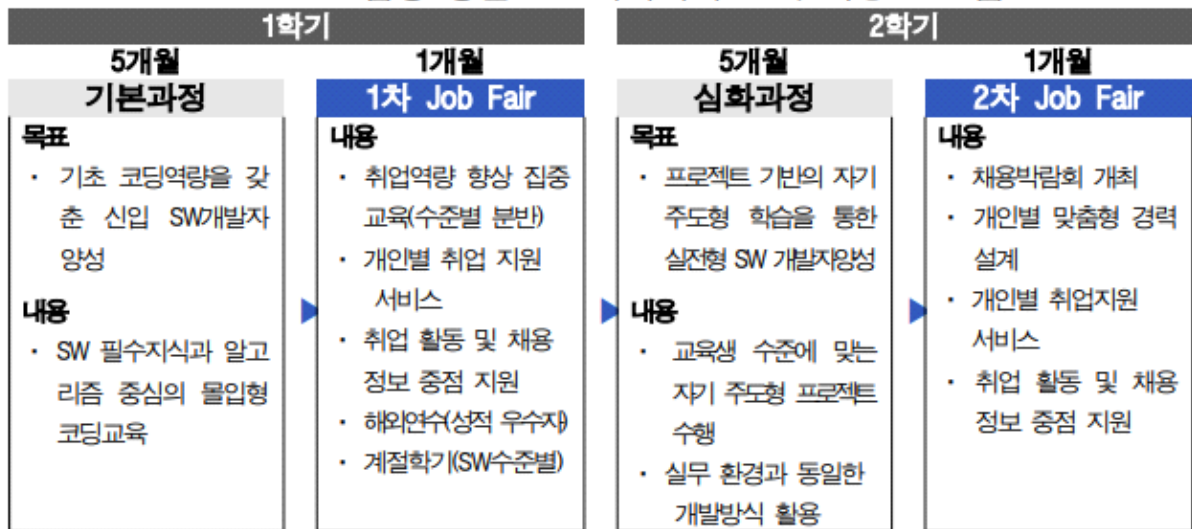 1학기
5개월
기본과정
목표
· 기초 코딩역량을 갖
춘 신입 SW개발자
양성
내용
· SW 필수지식과 알고
리즘 중심의 몰입형
코딩교육
1개월
1차 Job Fair
내용
· 취업역량 향상 집중
교육(수준별 분반)
· 개인별 취업 지원
서비스
· 취업 활동 및 채용
정보 중점 지원
· 해외연수(성적 우수자)
· 계절학기(SW수준별)
2학기
5개월
심화과정
목표
· 프로젝트 기반의 자기
주도형 학습을 통한
실전형 SW 개발자양성
내용
· 교육생 수준에 맞는
자기 주도형 프로젝트
수행
· 실무 환경과 동일한
개발방식 활용
1개월
2차 Job Fair
내용
· 채용박람회 개최
· 개인별 맞춤형 경력
설계
· 개인별 취업지원
서비스
· 취업 활동 및 채용
정보 중점 지원